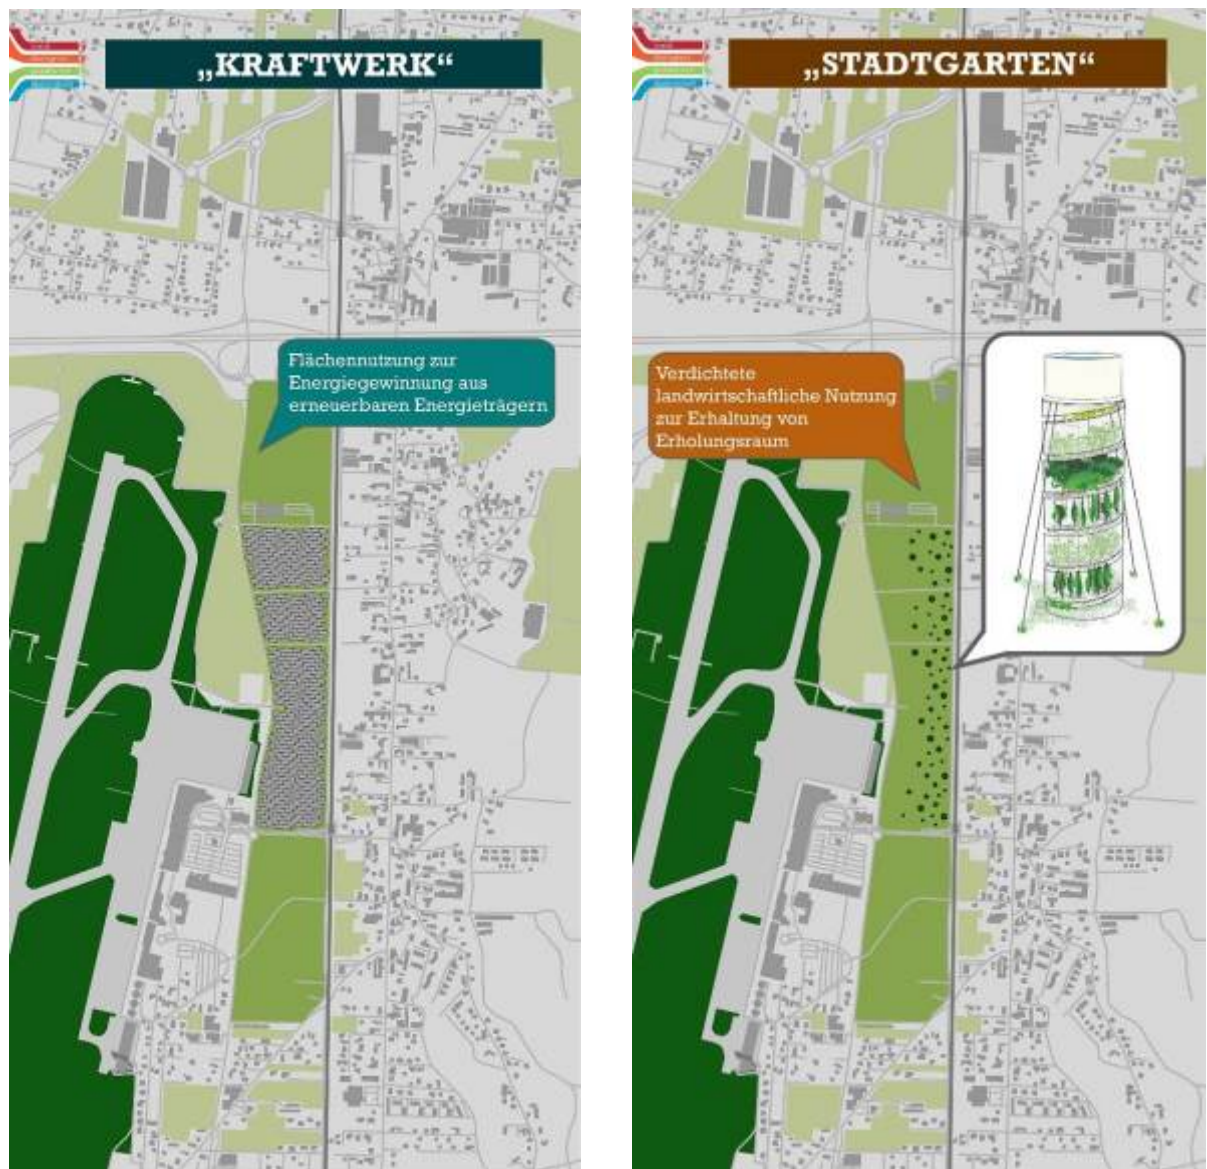 „KRAFTWERK“
Flächennutzung zur
Energiegewinnung aus
erneuerbaren Energieträgern
„STADTGARTEN“
Verdichtete
landwirtschaftliche Nutzung
zur Erhaltung von
Erholungsraum